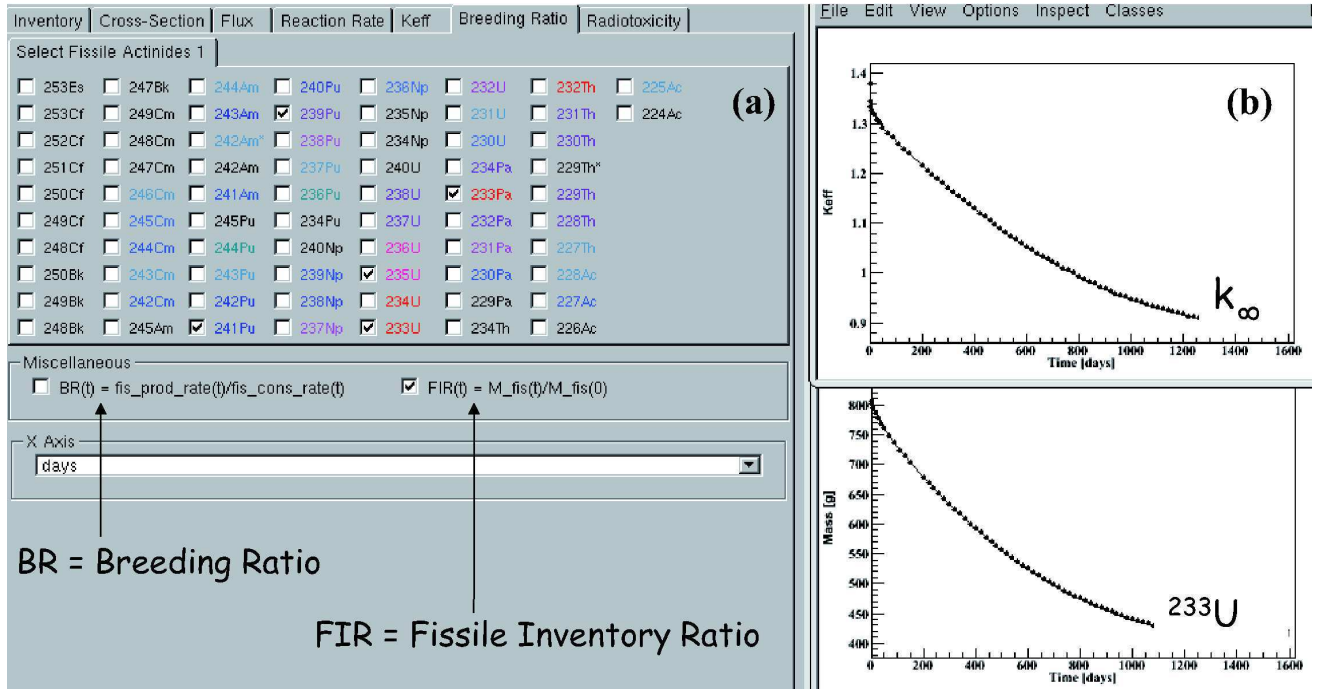 Inventory Cross-Section Flux Reaction Rate Keff Breeding Ratio Radiotoxicity
Select Fissile Actinides 1
253Es 247Bk 244Am 240Pu 236Np 232U 232Th 225Ac
253Cf 249Cm 243Am 239Pu 235Np 231U 231Th 224Ac
252Cf 248Cm 242Am* 238Pu 234Np 230U 230Th
251Cf 247Cm 242Am 237Pu 240U 234Pa 229Th*
250Cf 246Cm 241Am 236Pu 238U 233Pa 229Th
249Cf 245Cm 245Pu 234Pu 237U 232Pa 228Th
248Cf 244Cm 244Pu 240Np 236U 231Pa 227Th
250Bk 243Cm 243Pu 239Np 235U 230Pa 228Ac
249Bk 242Cm 242Pu 238Np 234U 229Pa 227Ac
248Bk 245Am 241Pu 237Np 233U 234Th 226Ac
(a)
Miscellaneous
BR(t) = fis_prod_rate(t)/fis_cons_rate(t) FIR(t) = M_fis(t)/M_fis(0)
X Axis
days
BR = Breeding Ratio
FIR = Fissile Inventory Ratio
File Edit View Options Inspect Classes
(b)
Keff
1.4
1.3
1.2
1.1
1
0.9
k∞
0 200 400 600 800 1000 1200 1400 1600
Time [days]
Mass [g]
800
750
700
650
600
550
500
450
400
²³³U
0 200 400 600 800 1000 1200 1400 1600
Time [days]